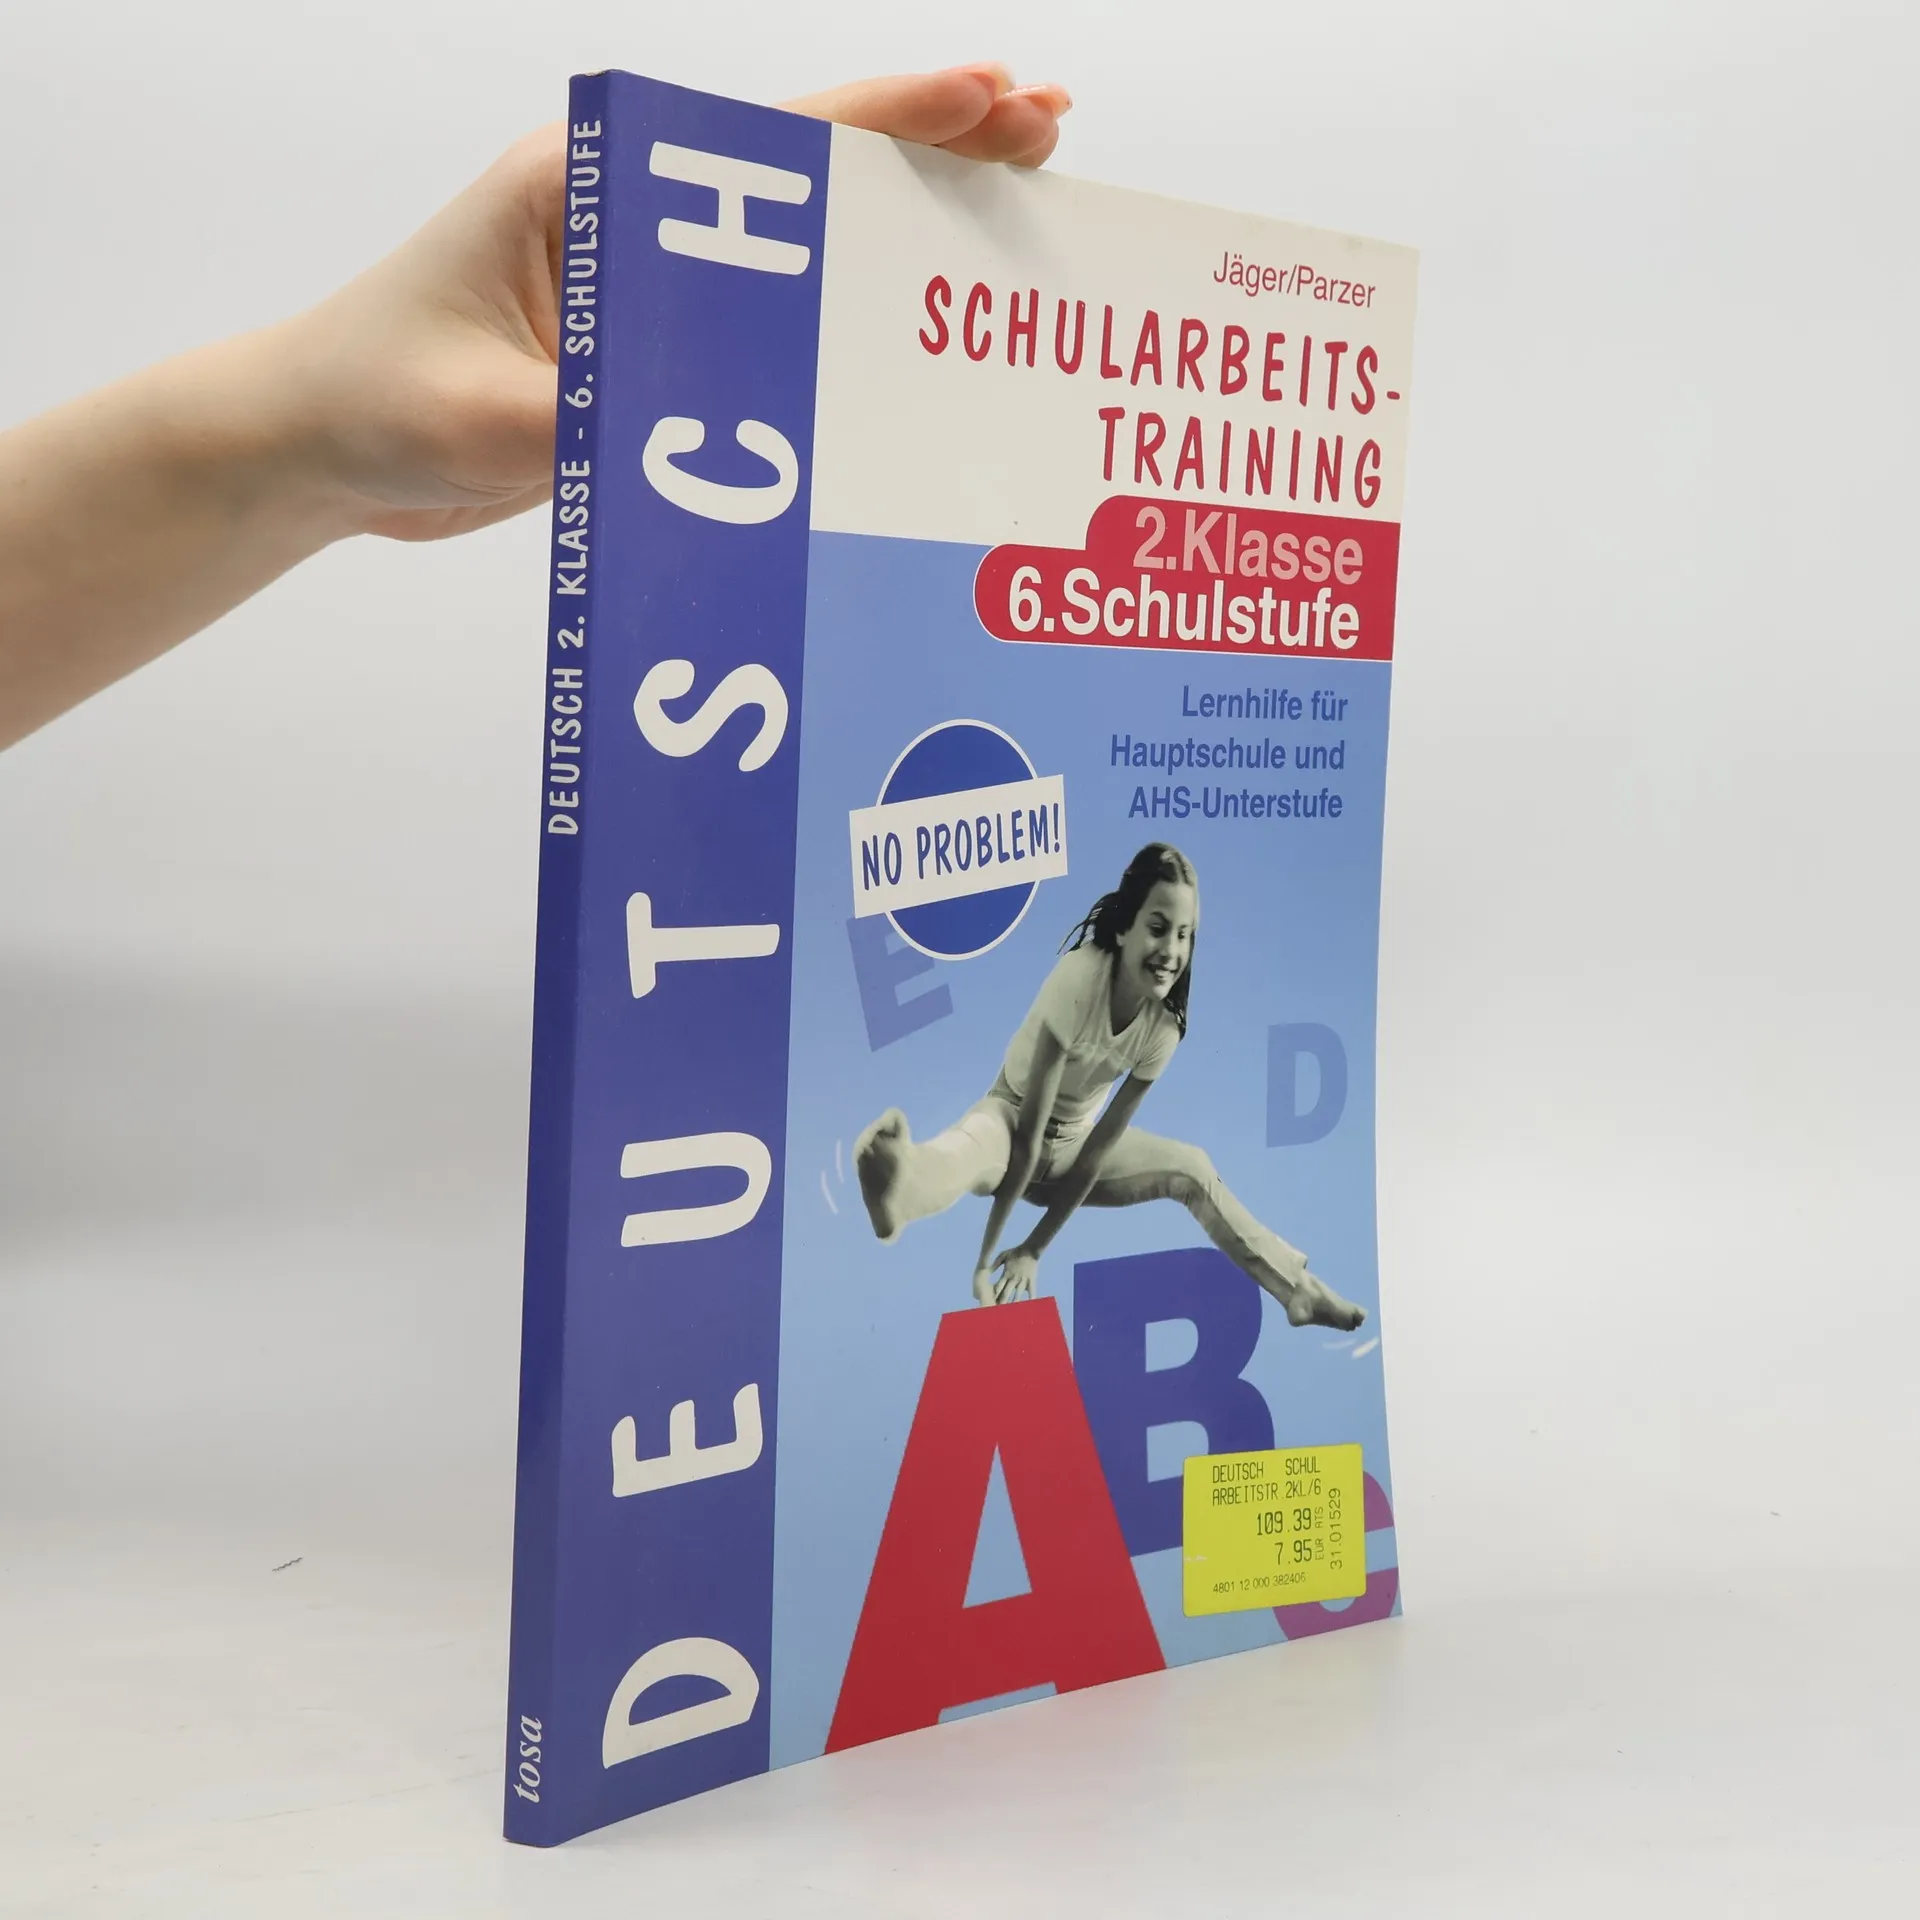 DEUTSCH 2. KLASSE - 6. SCHULSTUFE
tosa
DEUTSCH
Jäger/Parzer
SCHULARBEITS-
TRAINING
2.Klasse
6.Schulstufe
Lernhilfe für
Hauptschule und
AHS-Unterstufe
NO PROBLEM!
E
D
A
B
C
DEUTSCH SCHUL
ARBEITSTR.2KL/6
109.39 ATS
7.95 EUR
31.01529
4801 12 000 382406